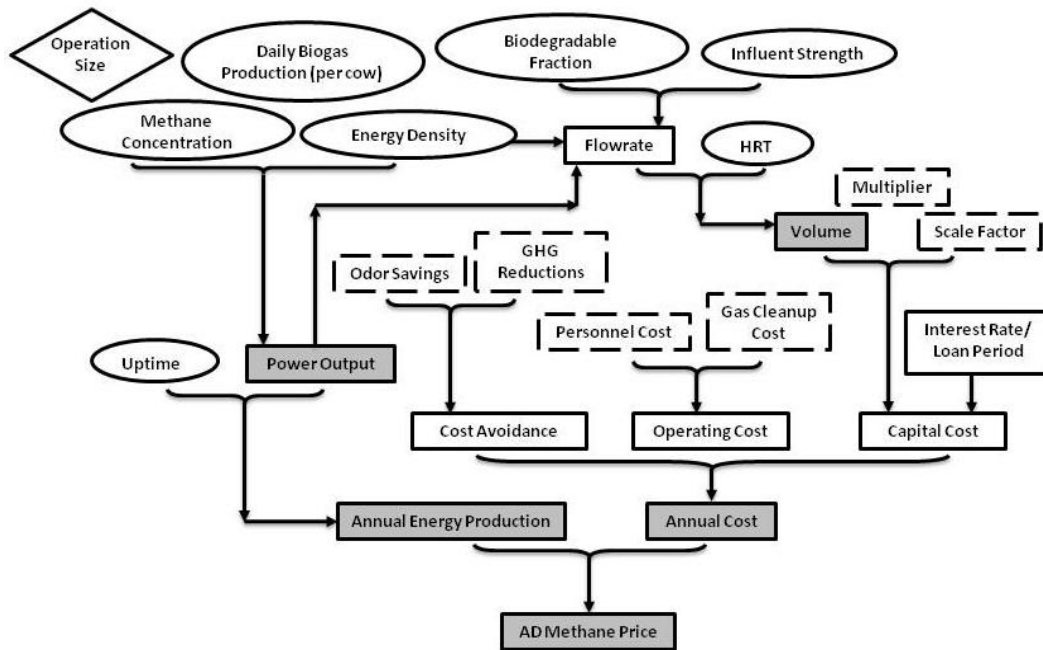 Operation
Size
Daily Biogas
Production (per cow)
Biodegradable
Fraction
Influent Strength
Methane
Concentration
Energy Density
Flowrate
HRT
Multiplier
Volume
Scale Factor
Odor Savings
GHG
Reductions
Personnel Cost
Gas Cleanup
Cost
Interest Rate/
Loan Period
Uptime
Power Output
Cost Avoidance
Operating Cost
Capital Cost
Annual Energy Production
Annual Cost
AD Methane Price